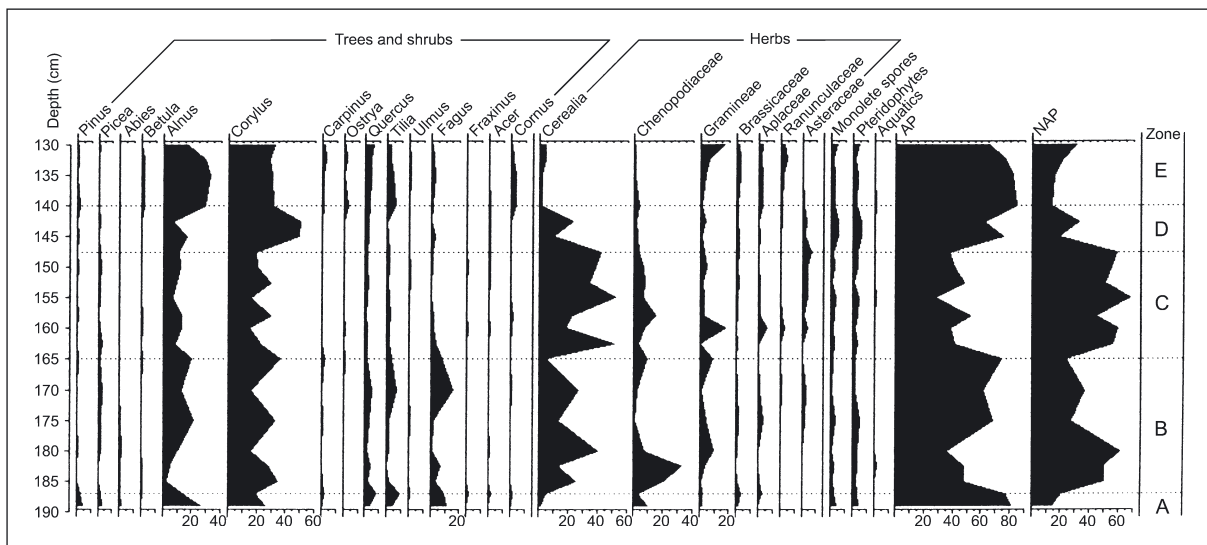 Trees and shrubs Herbs
Depth (cm) Pinus Picea Abies Betula Alnus Corylus Carpinus Ostrya Quercus Tilia Ulmus Fagus Fraxinus Acer Cornus Cerealia Chenopodiaceae Gramineae Brassicaceae Apiaceae Ranunculaceae Asteraceae Monolete spores Pteridophytes Aquatics AP NAP Zone
130
135 E
140
145 D
150
155 C
160
165
170
175 B
180
185
190 A
20 40 20 40 60 20 20 40 60 20 40 20 40 60 80 20 40 60